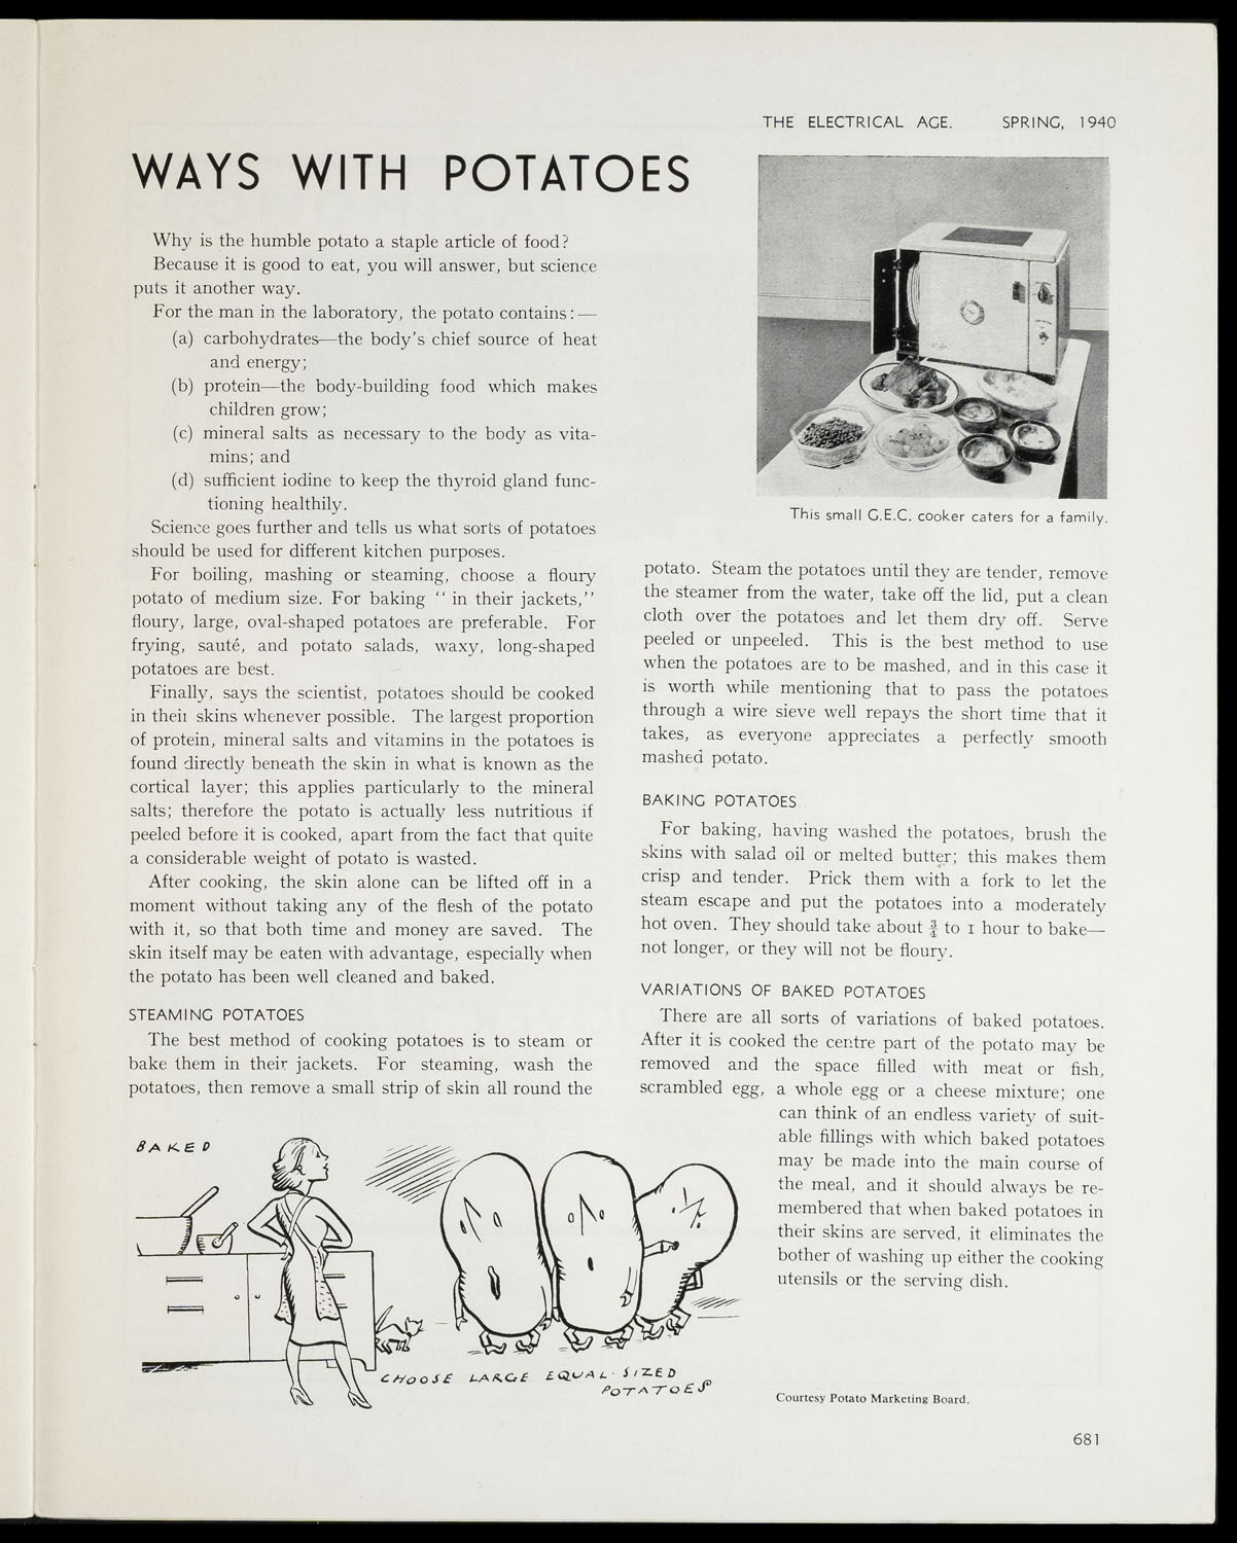 THE ELECTRICAL AGE. SPRING, 1940
WAYS WITH POTATOES
Why is the humble potato a staple article of food?
Because it is good to eat, you will answer, but science
puts it another way.
For the man in the laboratory, the potato contains:—
(a) carbohydrates—the body's chief source of heat
and energy;
(b) protein—the body-building food which makes
children grow;
(c) mineral salts as necessary to the body as vita-
mins; and
(d) sufficient iodine to keep the thyroid gland func-
tioning healthily.
Science goes further and tells us what sorts of potatoes
should be used for different kitchen purposes.
For boiling, mashing or steaming, choose a floury
potato of medium size. For baking "in their jackets,"
floury, large, oval-shaped potatoes are preferable. For
frying, sauté, and potato salads, waxy, long-shaped
potatoes are best.
Finally, says the scientist, potatoes should be cooked
in their skins whenever possible. The largest proportion
of protein, mineral salts and vitamins in the potatoes is
found directly beneath the skin in what is known as the
cortical layer; this applies particularly to the mineral
salts; therefore the potato is actually less nutritious if
peeled before it is cooked, apart from the fact that quite
a considerable weight of potato is wasted.
After cooking, the skin alone can be lifted off in a
moment without taking any of the flesh of the potato
with it, so that both time and money are saved. The
skin itself may be eaten with advantage, especially when
the potato has been well cleaned and baked.
STEAMING POTATOES
The best method of cooking potatoes is to steam or
bake them in their jackets. For steaming, wash the
potatoes, then remove a small strip of skin all round the
This small G.E.C. cooker caters for a family.
potato. Steam the potatoes until they are tender, remove
the steamer from the water, take off the lid, put a clean
cloth over the potatoes and let them dry off. Serve
peeled or unpeeled. This is the best method to use
when the potatoes are to be mashed, and in this case it
is worth while mentioning that to pass the potatoes
through a wire sieve well repays the short time that it
takes, as everyone appreciates a perfectly smooth
mashed potato.
BAKING POTATOES
For baking, having washed the potatoes, brush the
skins with salad oil or melted butter; this makes them
crisp and tender. Prick them with a fork to let the
steam escape and put the potatoes into a moderately
hot oven. They should take about ¾ to 1 hour to bake—
not longer, or they will not be floury.
VARIATIONS OF BAKED POTATOES
There are all sorts of variations of baked potatoes.
After it is cooked the centre part of the potato may be
removed and the space filled with meat or fish,
scrambled egg, a whole egg or a cheese mixture; one
can think of an endless variety of suit-
able fillings with which baked potatoes
may be made into the main course of
the meal, and it should always be re-
membered that when baked potatoes in
their skins are served, it eliminates the
bother of washing up either the cooking
utensils or the serving dish.
BAKED
CHOOSE LARGE EQUAL-SIZED
POTATOES
Courtesy Potato Marketing Board.
681